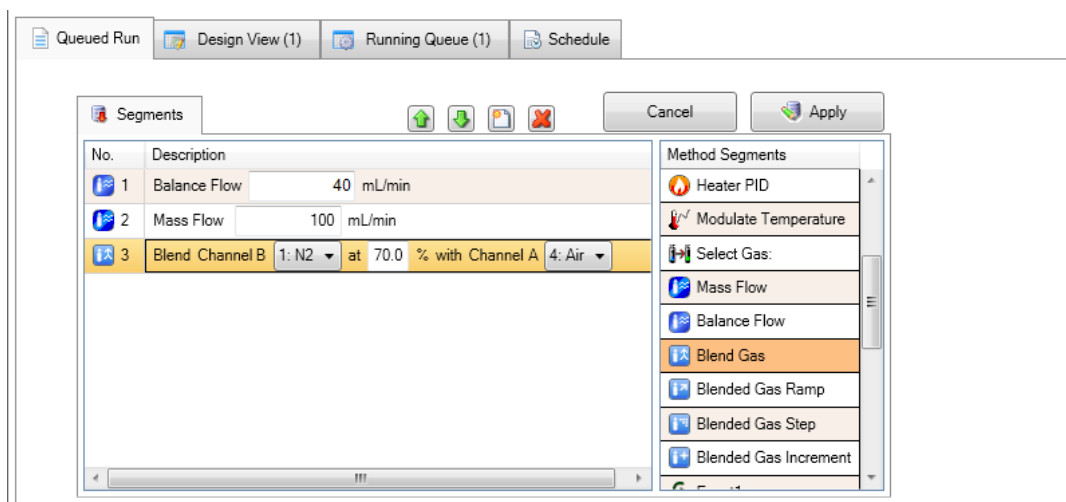 Queued Run Design View (1) Running Queue (1) Schedule
Segments Cancel Apply
No. Description Method Segments
1 Balance Flow 40 mL/min
2 Mass Flow 100 mL/min
3 Blend Channel B 1: N2 at 70.0 % with Channel A 4: Air
Heater PID
Modulate Temperature
Select Gas:
Mass Flow
Balance Flow
Blend Gas
Blended Gas Ramp
Blended Gas Step
Blended Gas Increment